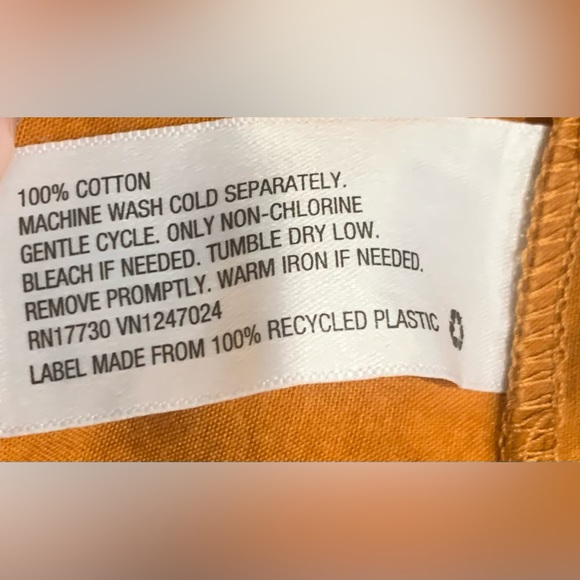 100% COTTON
MACHINE WASH COLD SEPARATELY.
GENTLE CYCLE. ONLY NON-CHLORINE
BLEACH IF NEEDED. TUMBLE DRY LOW.
REMOVE PROMPTLY. WARM IRON IF NEEDED.
RN17730 VN1247024
LABEL MADE FROM 100% RECYCLED PLASTIC